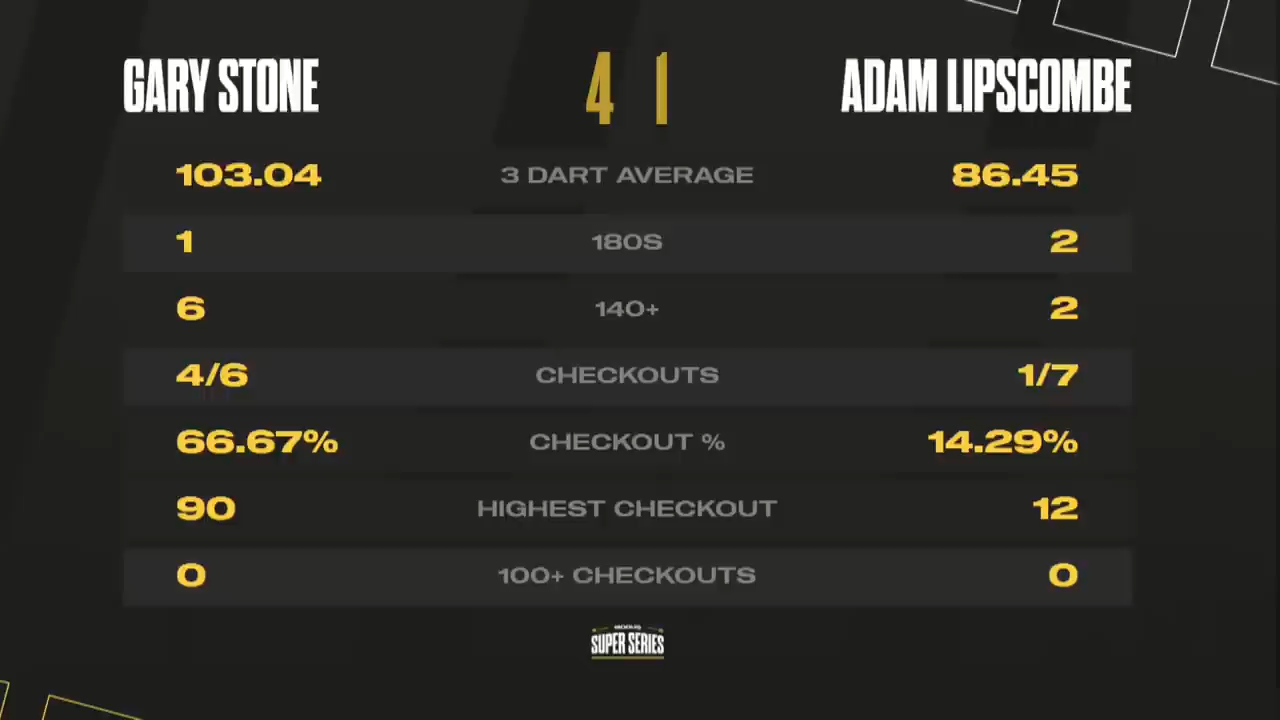 GARY STONE 4 1 ADAM LIPSCOMBE
103.04 3 DART AVERAGE 86.45
1 180S 2
6 140+ 2
4/6 CHECKOUTS 1/7
66.67% CHECKOUT % 14.29%
90 HIGHEST CHECKOUT 12
0 100+ CHECKOUTS 0
SUPER SERIES